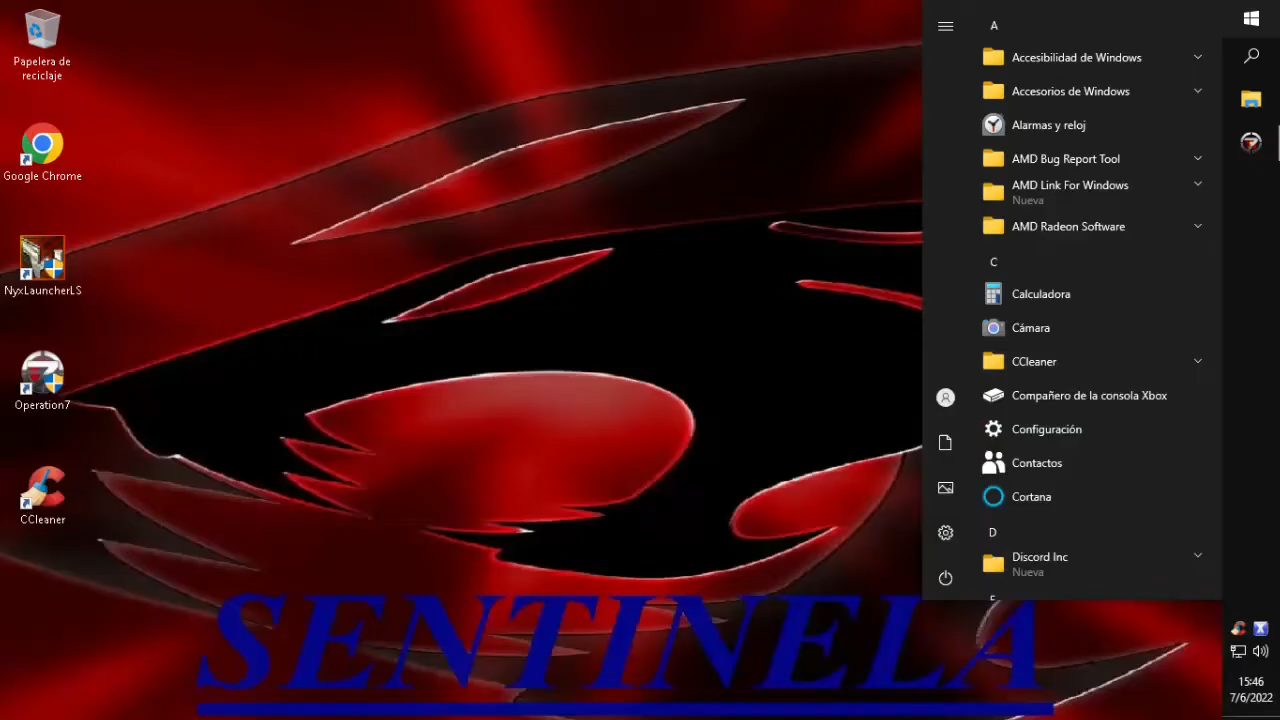 Papelera de
reciclaje
Google Chrome
NyxLauncherLS
Operation7
CCleaner
SENTINELA
A
Accesibilidad de Windows
Accesorios de Windows
Alarmas y reloj
AMD Bug Report Tool
AMD Link For Windows
Nueva
AMD Radeon Software
C
Calculadora
Cámara
CCleaner
Compañero de la consola Xbox
Configuración
Contactos
Cortana
D
Discord Inc
Nueva
15:46
7/6/2022